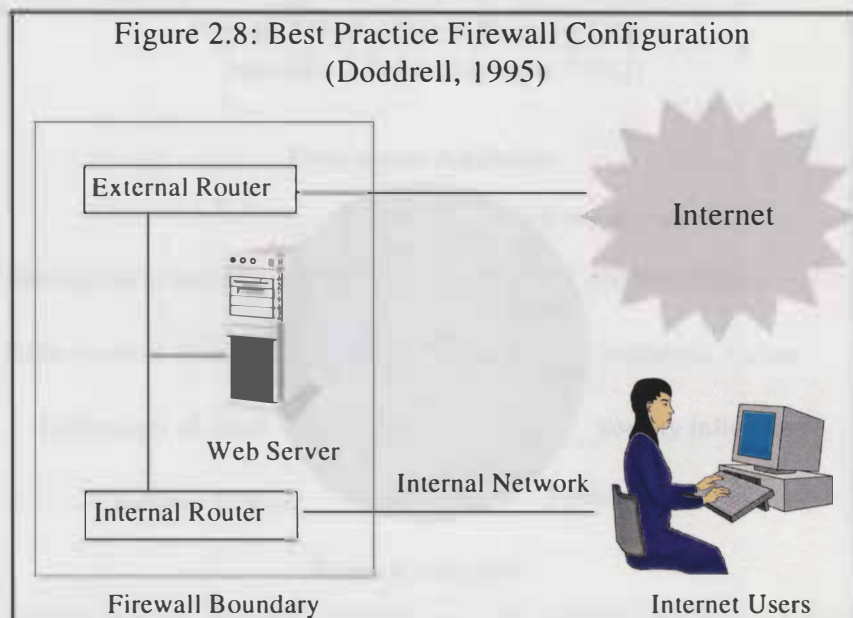 Figure 2.8: Best Practice Firewall Configuration
(Doddrell, 1995)
External Router
Internet
Web Server
Internal Network
Internal Router
Firewall Boundary
Internet Users